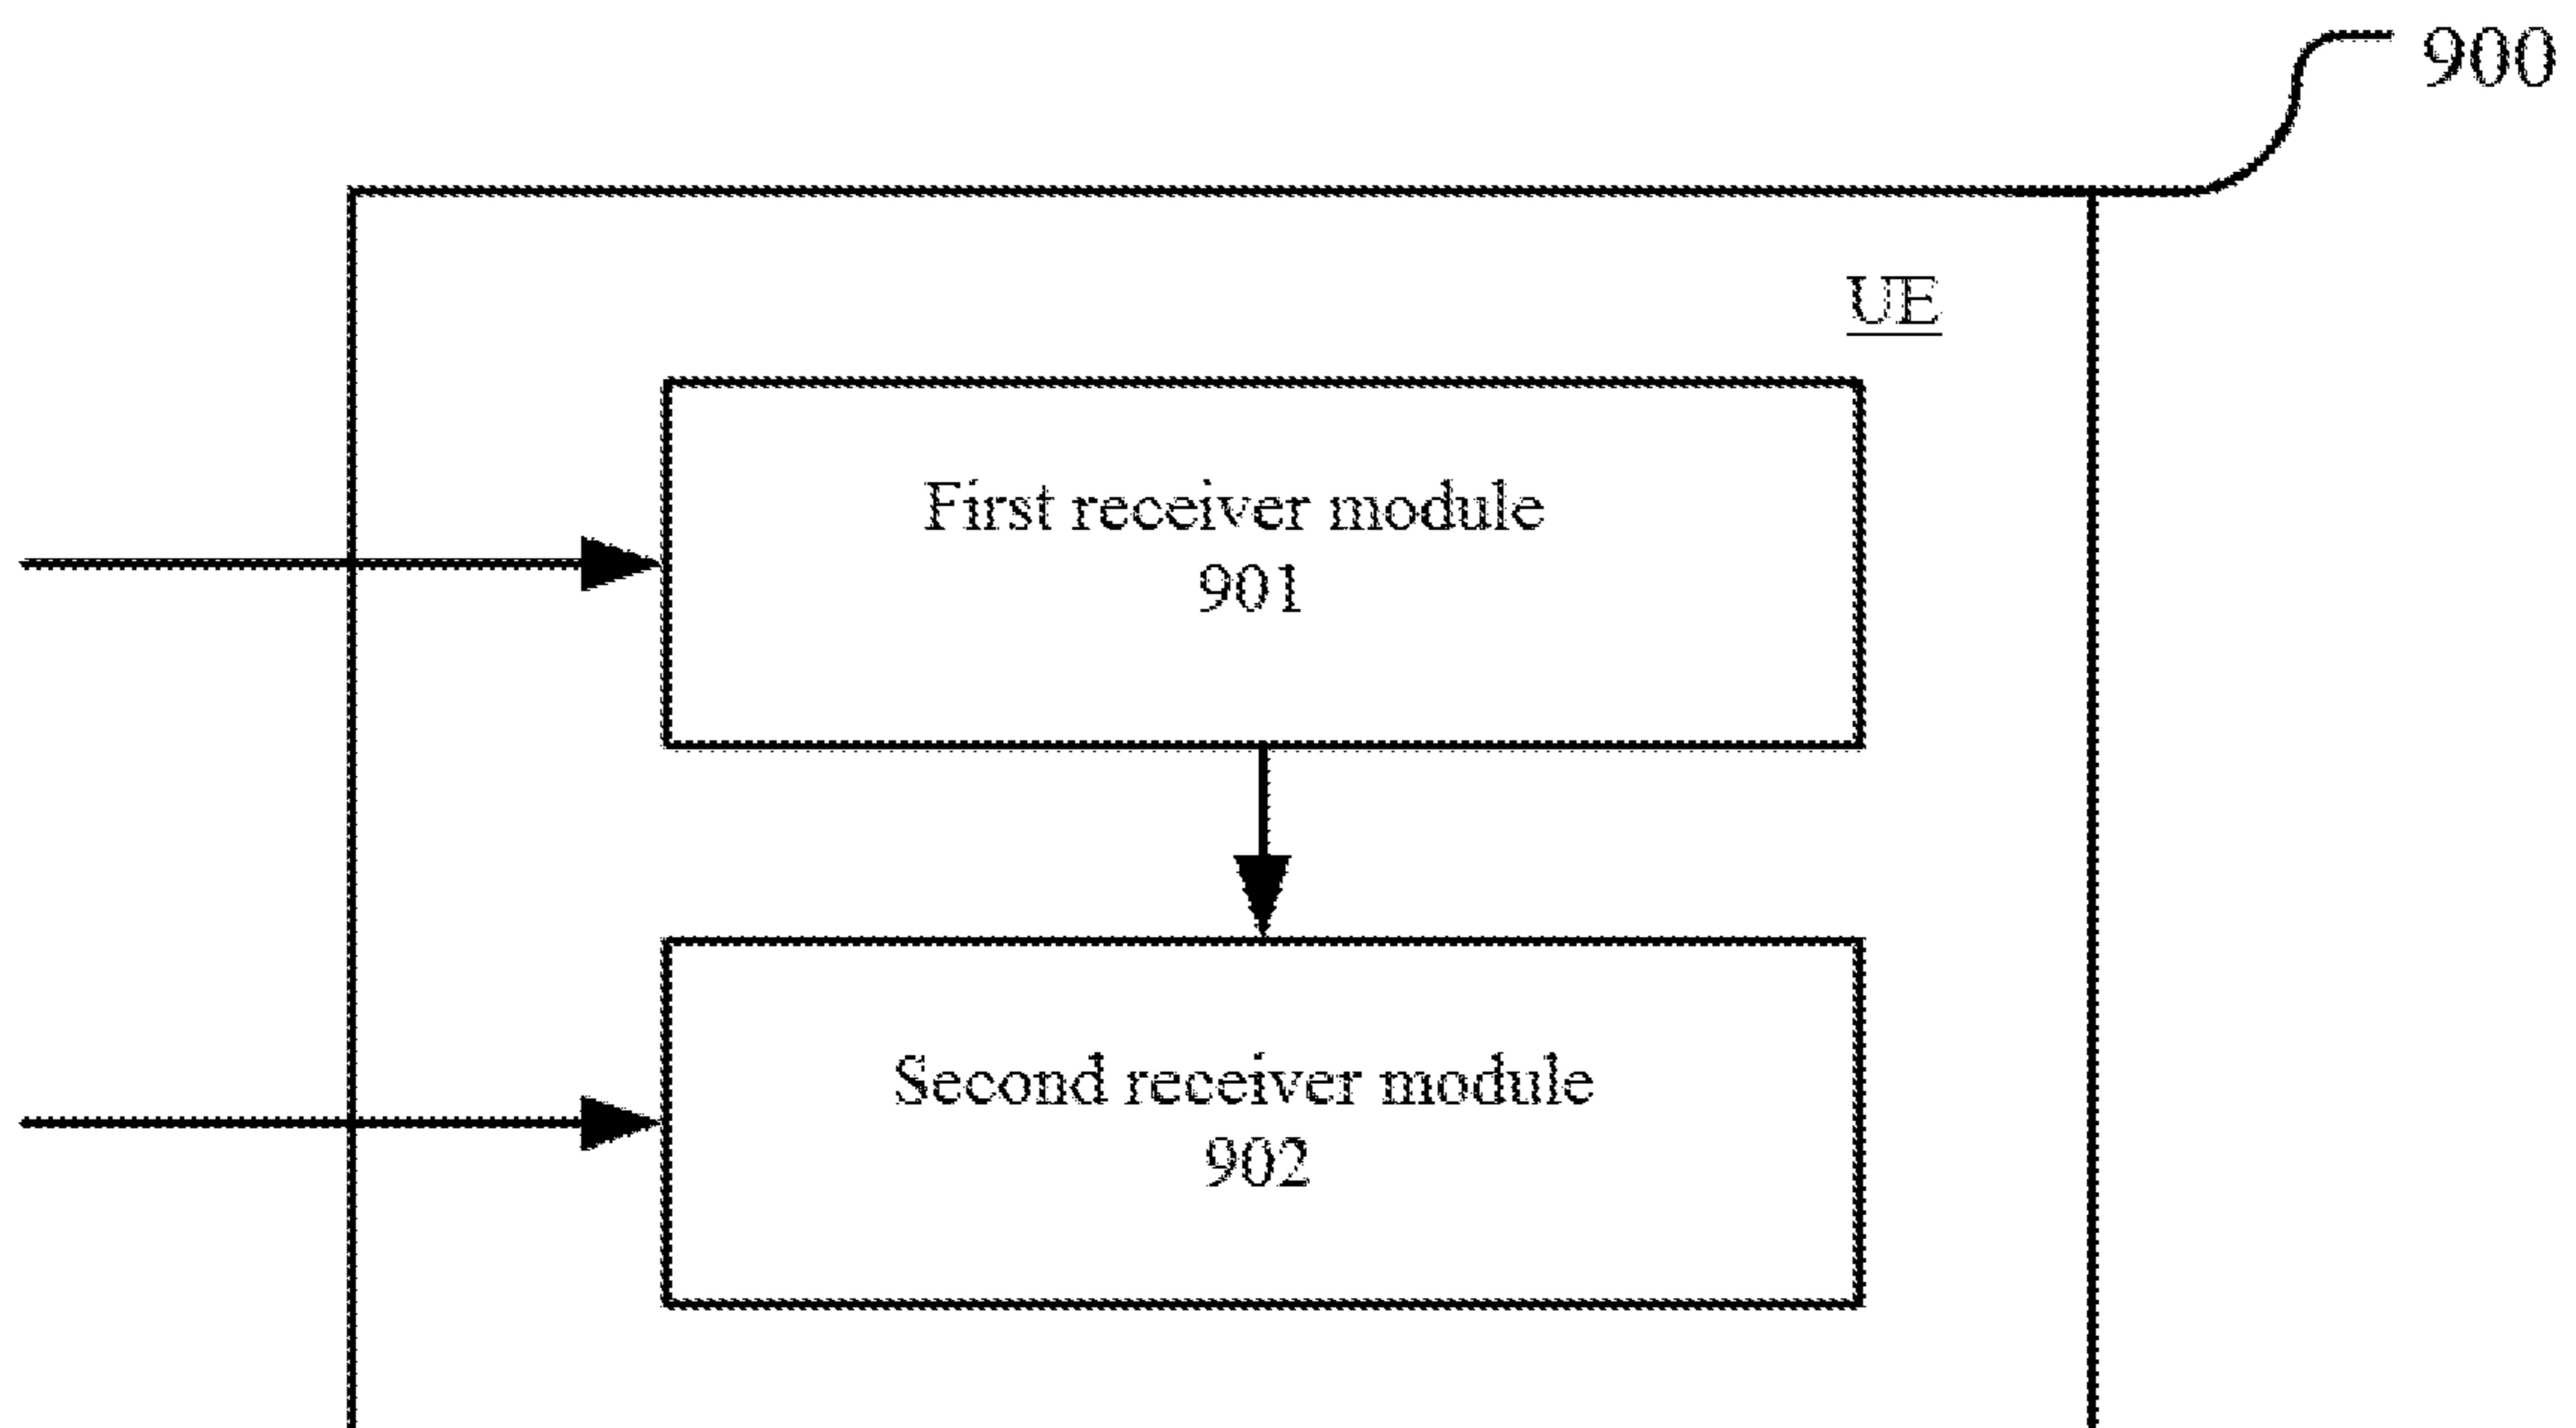 900
UE
First receiver module
901
Second receiver module
902